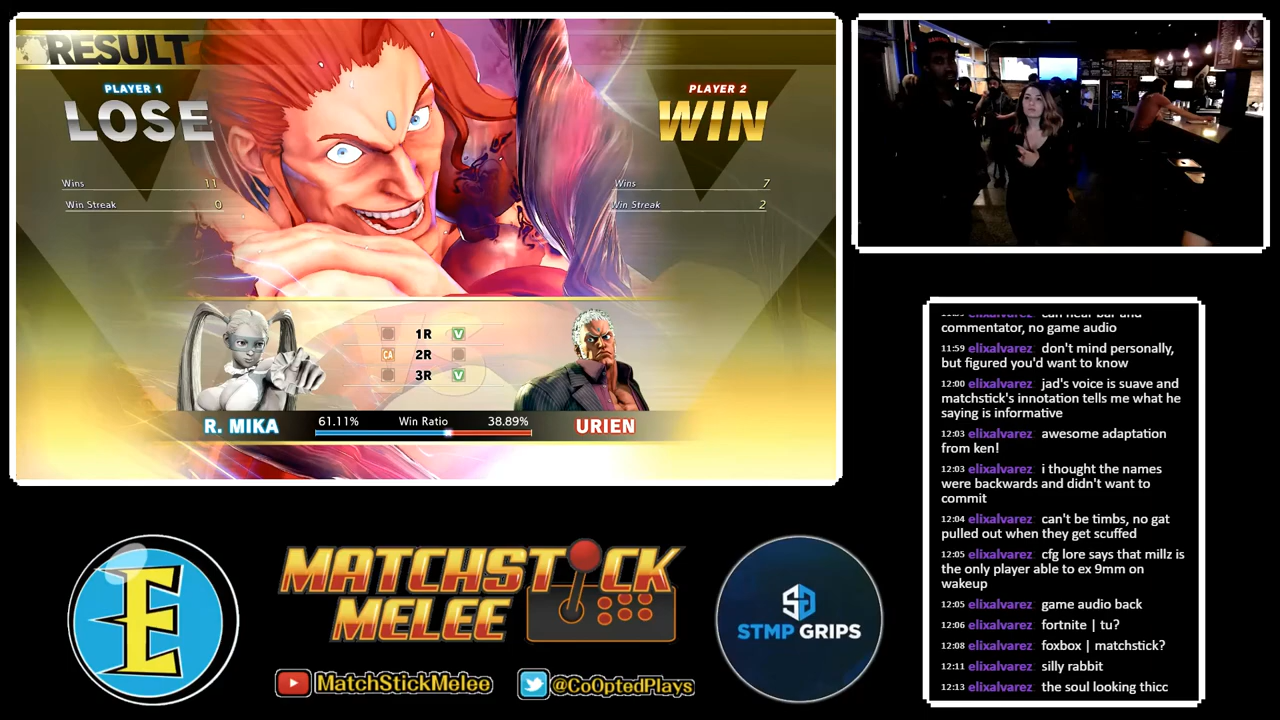 RESULT
PLAYER 1
LOSE
PLAYER 2
WIN
Wins 11
Win Streak 0
Wins 7
Win Streak 2
1R V
CA 2R
3R V
R. MIKA
61.11% Win Ratio 38.89%
URIEN
commentator, no game audio
11:59 elixalvarez don't mind personally,
but figured you'd want to know
12:00 elixalvarez jad's voice is suave and
matchstick's innotation tells me what he
saying is informative
12:03 elixalvarez awesome adaptation
from ken!
12:03 elixalvarez i thought the names
were backwards and didn't want to
commit
12:04 elixalvarez can't be timbs, no gat
pulled out when they get scuffed
12:05 elixalvarez cfg lore says that millz is
the only player able to ex 9mm on
wakeup
12:05 elixalvarez game audio back
12:06 elixalvarez fortnite | tu?
12:08 elixalvarez foxbox | matchstick?
12:11 elixalvarez silly rabbit
12:13 elixalvarez the soul looking thicc
E
MATCHSTICK
MELEE
MatchStickMelee
@CoOptedPlays
SG
STMP GRIPS